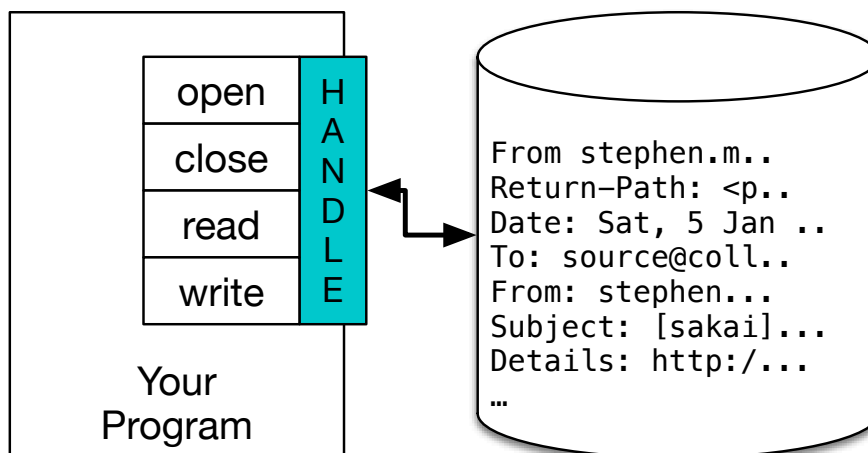 open
close
read
write
HANDLE
Your
Program
From stephen.m..
Return-Path: <p..
Date: Sat, 5 Jan ..
To: source@coll..
From: stephen...
Subject: [sakai]...
Details: http:/...
…